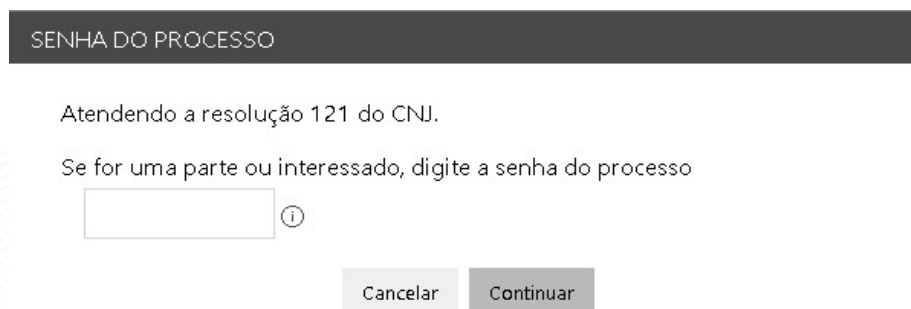 SENHA DO PROCESSO
Atendendo a resolução 121 do CNJ.
Se for uma parte ou interessado, digite a senha do processo
Cancelar Continuar